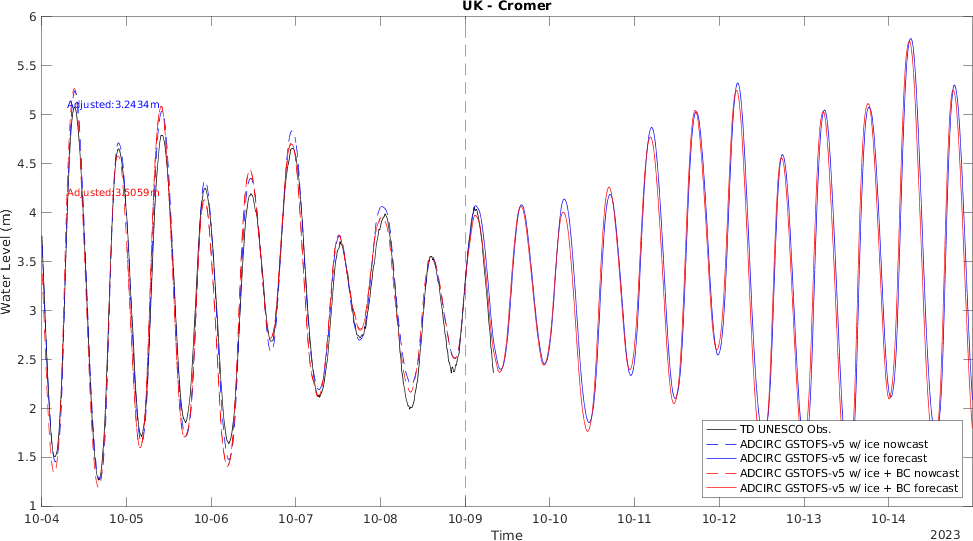 UK - Cromer
6
5.5
5
4.5
4
3.5
3
2.5
2
1.5
1
Water Level (m)
Adjusted:3.2434m
Adjusted:3.5059m
TD UNESCO Obs.
ADCIRC GSTOFS-v5 w/ ice nowcast
ADCIRC GSTOFS-v5 w/ ice forecast
ADCIRC GSTOFS-v5 w/ ice + BC nowcast
ADCIRC GSTOFS-v5 w/ ice + BC forecast
10-04 10-05 10-06 10-07 10-08 10-09 10-10 10-11 10-12 10-13 10-14
Time
2023